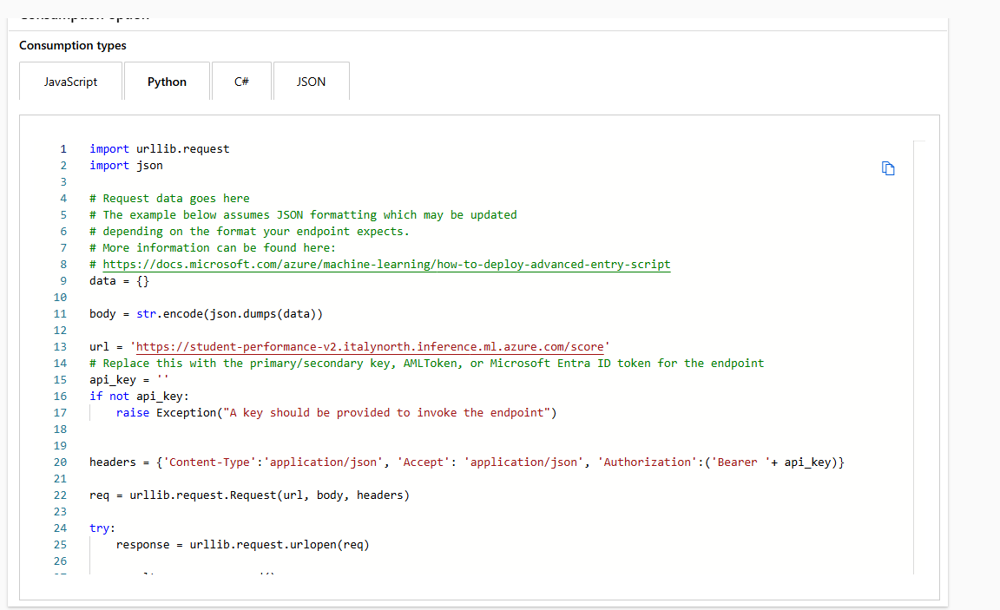 Consumption option
Consumption types
JavaScript
Python
C#
JSON
1 import urllib.request
2 import json
3
4 # Request data goes here
5 # The example below assumes JSON formatting which may be updated
6 # depending on the format your endpoint expects.
7 # More information can be found here:
8 # https://docs.microsoft.com/azure/machine-learning/how-to-deploy-advanced-entry-script
9 data = {}
10
11 body = str.encode(json.dumps(data))
12
13 url = 'https://student-performance-v2.italynorth.inference.ml.azure.com/score'
14 # Replace this with the primary/secondary key, AMLToken, or Microsoft Entra ID token for the endpoint
15 api_key = ''
16 if not api_key:
17     raise Exception("A key should be provided to invoke the endpoint")
18
19
20 headers = {'Content-Type':'application/json', 'Accept': 'application/json', 'Authorization':('Bearer '+ api_key)}
21
22 req = urllib.request.Request(url, body, headers)
23
24 try:
25     response = urllib.request.urlopen(req)
26